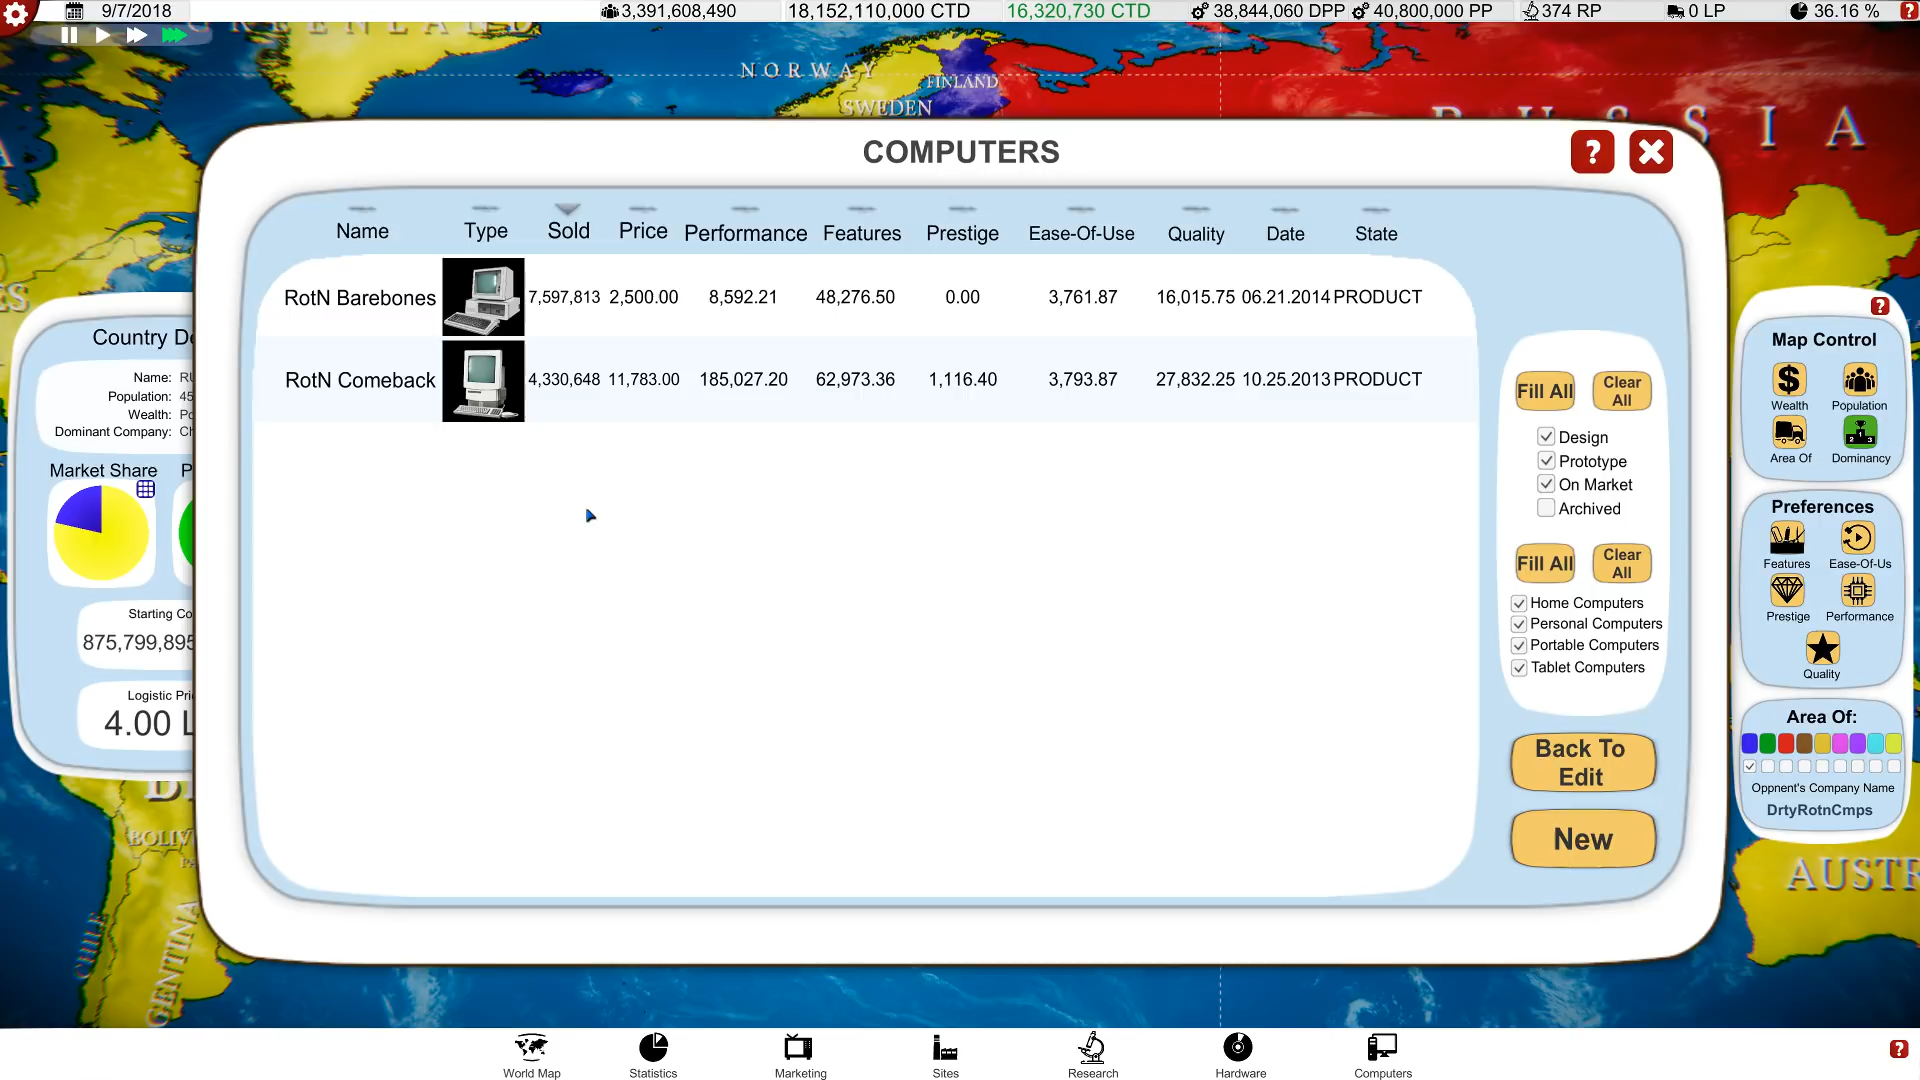 9/7/2018
3,391,608,490
18,152,110,000 CTD
16,320,730 CTD
38,844,060 DPP
40,800,000 PP
374 RP
0 LP
36.16 %
?
NORWAY
FINLAND
SWEDEN
RUSSIA
COMPUTERS
?
Name
Type
Sold
Price
Performance
Features
Prestige
Ease-Of-Use
Quality
Date
State
RotN Barebones
7,597,813
2,500.00
8,592.21
48,276.50
0.00
3,761.87
16,015.75
06.21.2014
PRODUCT
RotN Comeback
4,330,648
11,783.00
185,027.20
62,973.36
1,116.40
3,793.87
27,832.25
10.25.2013
PRODUCT
Fill All
Clear
All
Design
Prototype
On Market
Archived
Fill All
Clear
All
Home Computers
Personal Computers
Portable Computers
Tablet Computers
Back To
Edit
New
Country De
Name: RU
Population: 45
Wealth: Po
Dominant Company: Ch
Market Share
P
Starting Co
875,799,895
Logistic Pri
4.00 L
BOLIV
CHILE
GENTINA
?
Map Control
Wealth
Population
Area Of
Dominancy
Preferences
Features
Ease-Of-Us
Prestige
Performance
Quality
Area Of:
Oppnent's Company Name
DrtyRotnCmps
AUSTR
World Map
Statistics
Marketing
Sites
Research
Hardware
Computers
?